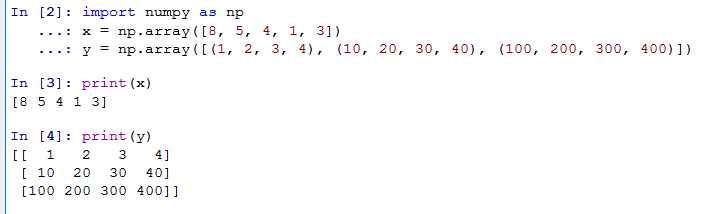 In [2]: import numpy as np
   ...: x = np.array([8, 5, 4, 1, 3])
   ...: y = np.array([(1, 2, 3, 4), (10, 20, 30, 40), (100, 200, 300, 400)])
In [3]: print(x)
[8 5 4 1 3]
In [4]: print(y)
[[  1   2   3   4]
 [ 10  20  30  40]
 [100 200 300 400]]